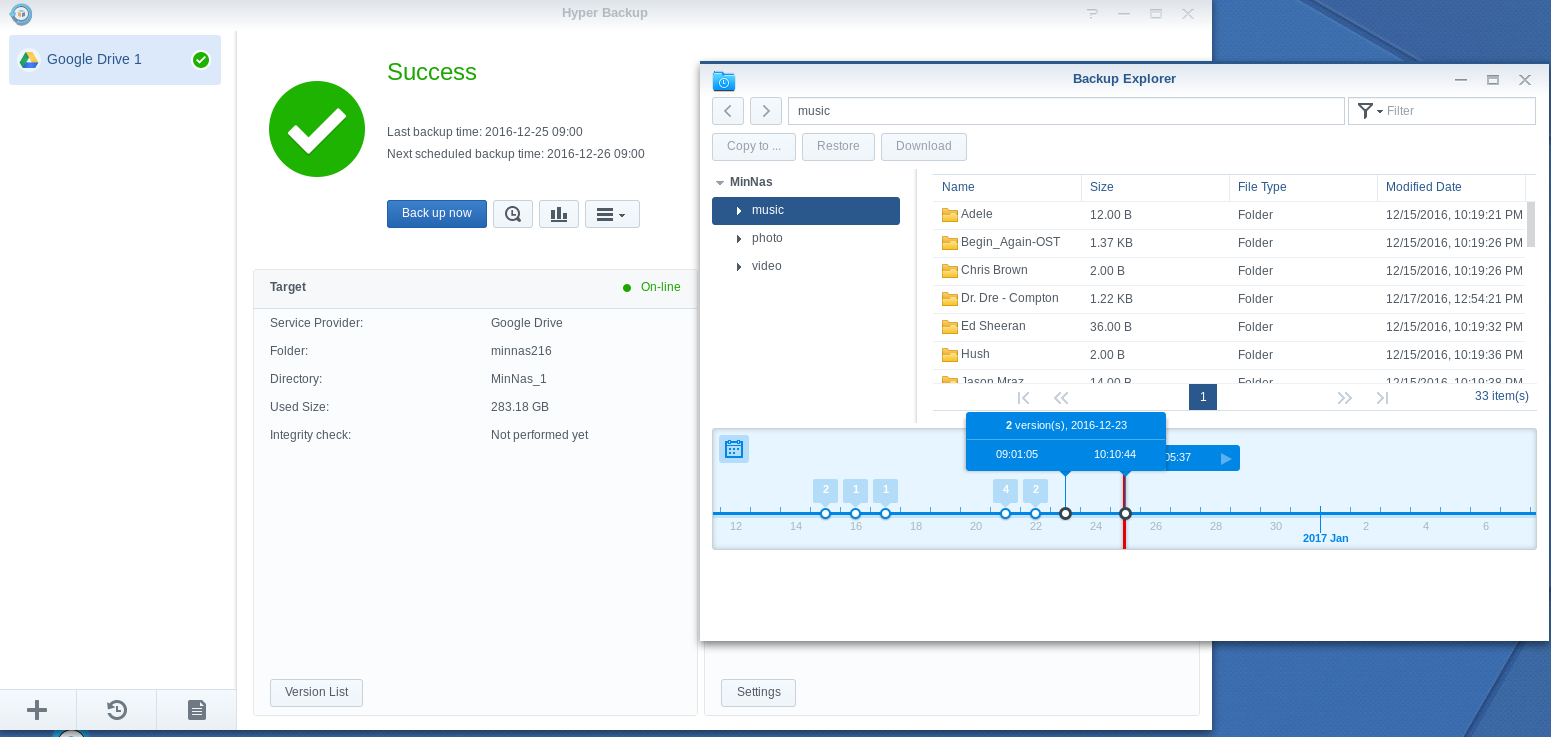 Hyper Backup
Google Drive 1
Success
Last backup time: 2016-12-25 09:00
Next scheduled backup time: 2016-12-26 09:00
Back up now
Target
On-line
Service Provider: Google Drive
Folder: minnas216
Directory: MinNas_1
Used Size: 283.18 GB
Integrity check: Not performed yet
Version List
Settings
Backup Explorer
music
Filter
Copy to ... Restore Download
MinNas
music
photo
video
Name Size File Type Modified Date
Adele 12.00 B Folder 12/15/2016, 10:19:21 PM
Begin_Again-OST 1.37 KB Folder 12/15/2016, 10:19:26 PM
Chris Brown 2.00 B Folder 12/15/2016, 10:19:26 PM
Dr. Dre - Compton 1.22 KB Folder 12/17/2016, 12:54:21 PM
Ed Sheeran 36.00 B Folder 12/15/2016, 10:19:32 PM
Hush 2.00 B Folder 12/15/2016, 10:19:36 PM
Jason Mraz 14.00 B Folder 12/15/2016, 10:19:38 PM
1
33 item(s)
2 version(s), 2016-12-23
09:01:05 10:10:44
05:37
2 1 1 4 2
12 14 16 18 20 22 24 26 28 30 2 4 6
2017 Jan